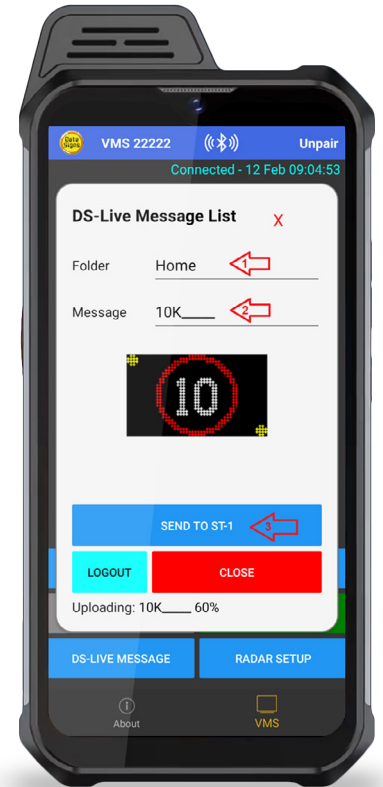 Data
Signs
VMS 22222
Unpair
Connected - 12 Feb 09:04:53
DS-Live Message List
X
Folder
Home
1
Message
10K____
2
10
SEND TO ST-1
3
LOGOUT
CLOSE
Uploading: 10K____ 60%
DS-LIVE MESSAGE
RADAR SETUP
About
VMS